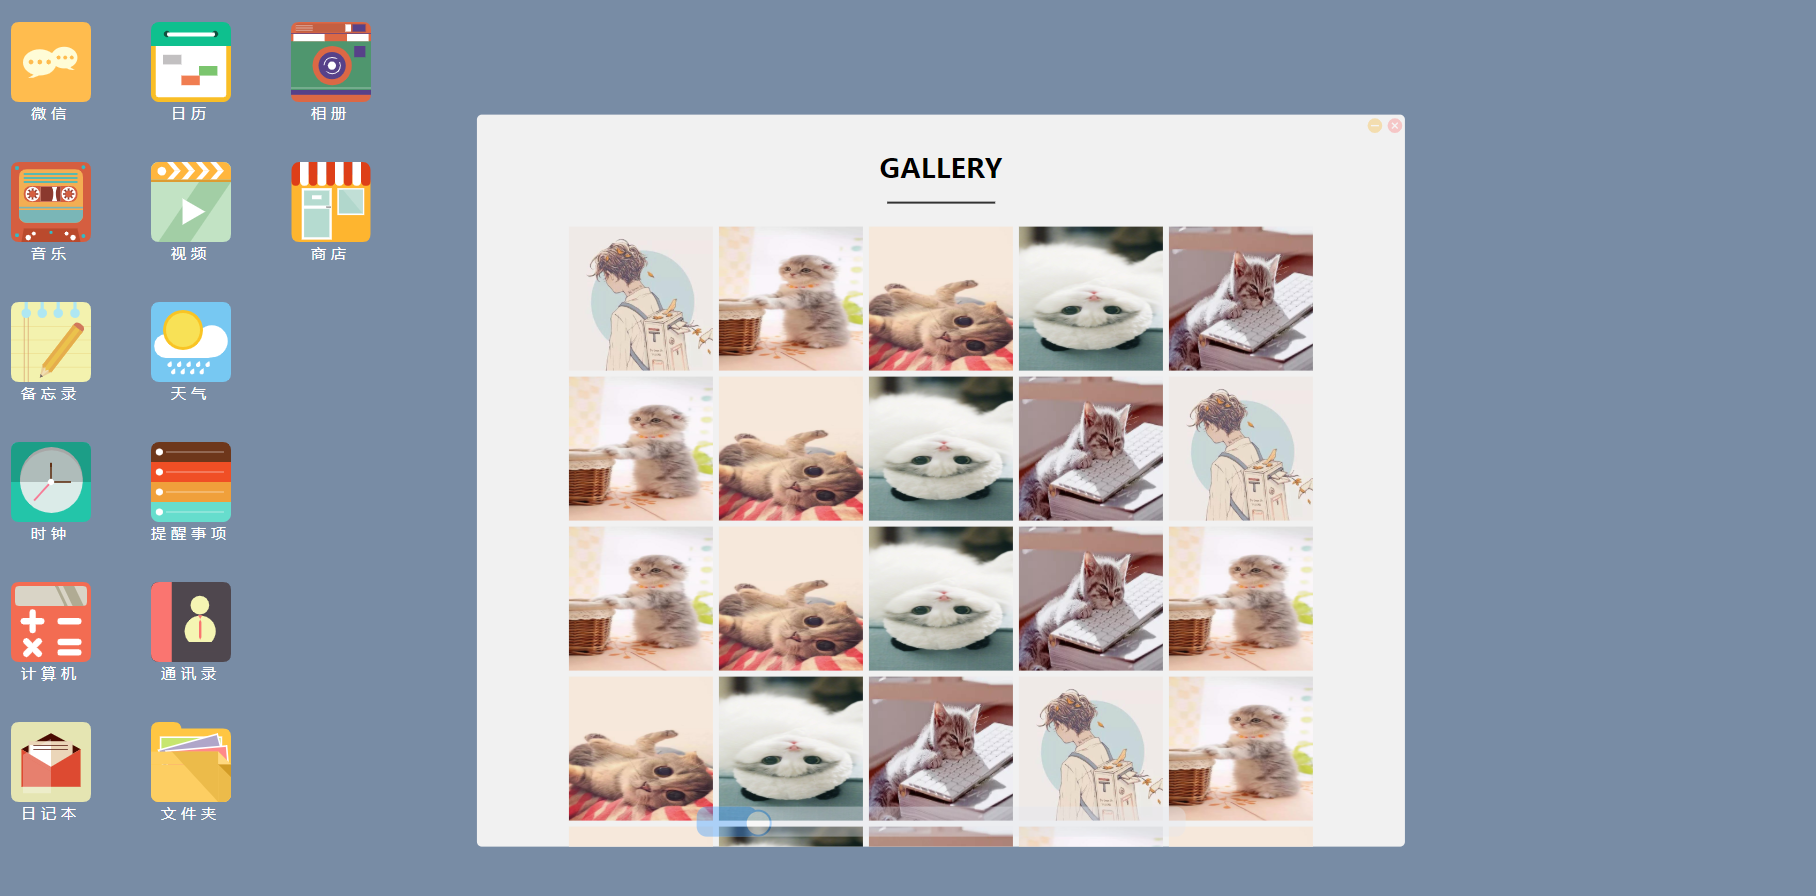 微信
日历
相册
音乐
视频
商店
备忘录
天气
时钟
提醒事项
计算机
通讯录
日记本
文件夹
GALLERY